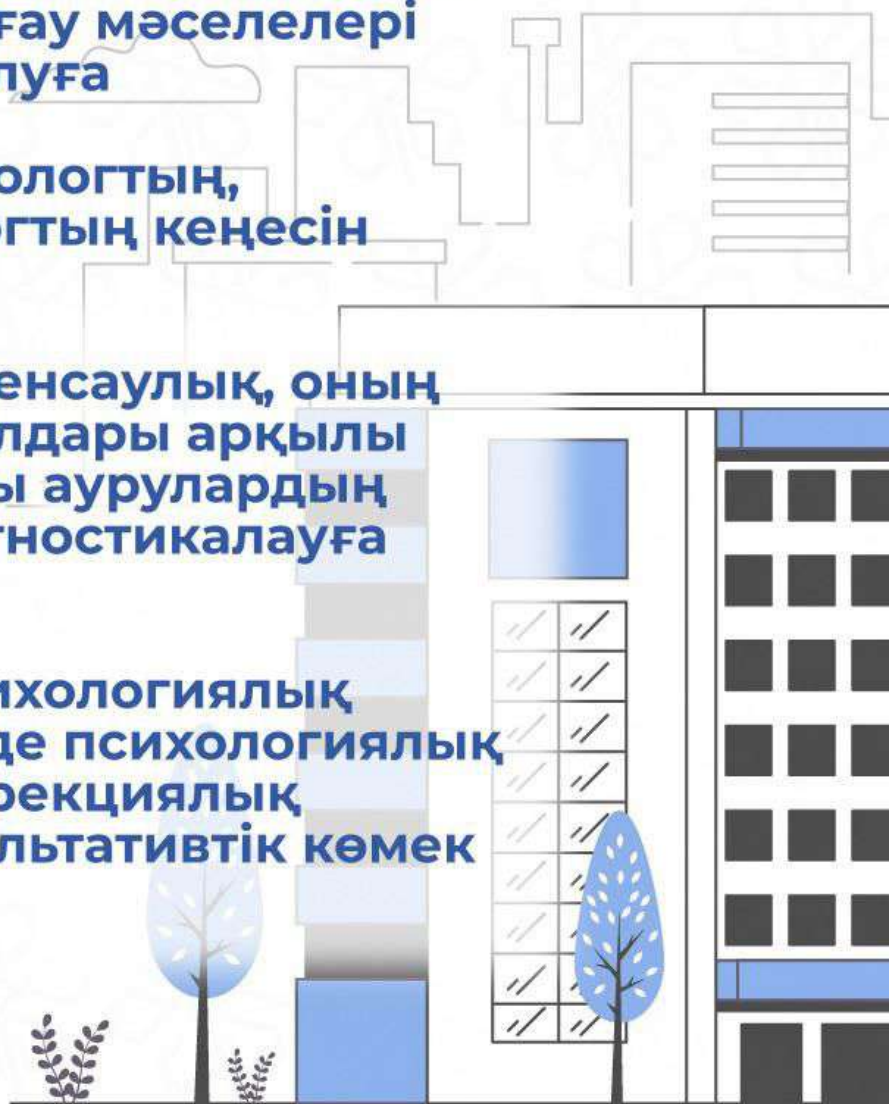 ғау мәселелері
луға
ологтың,
огтың кеңесін
енсаулық, оның
лдары арқылы
ы аурулардың
гностикалауға
ихологиялық
де психологиялық
рекциялық
льтативтік көмек